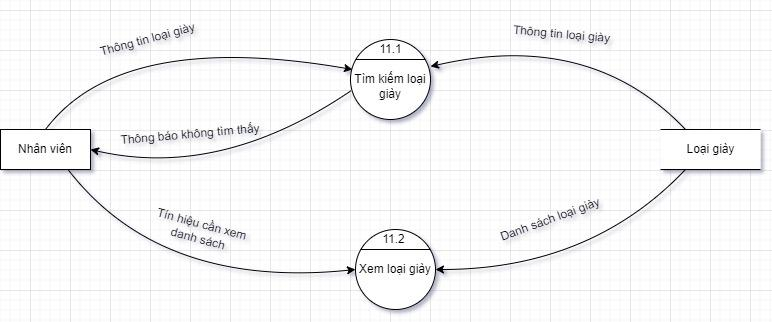 Thông tin loại giày
11.1
Tìm kiếm loại
giày
Thông tin loại giày
Thông báo không tìm thấy
Nhân viên
Loại giày
Tín hiệu cần xem
danh sách
11.2
Xem loại giày
Danh sách loại giày